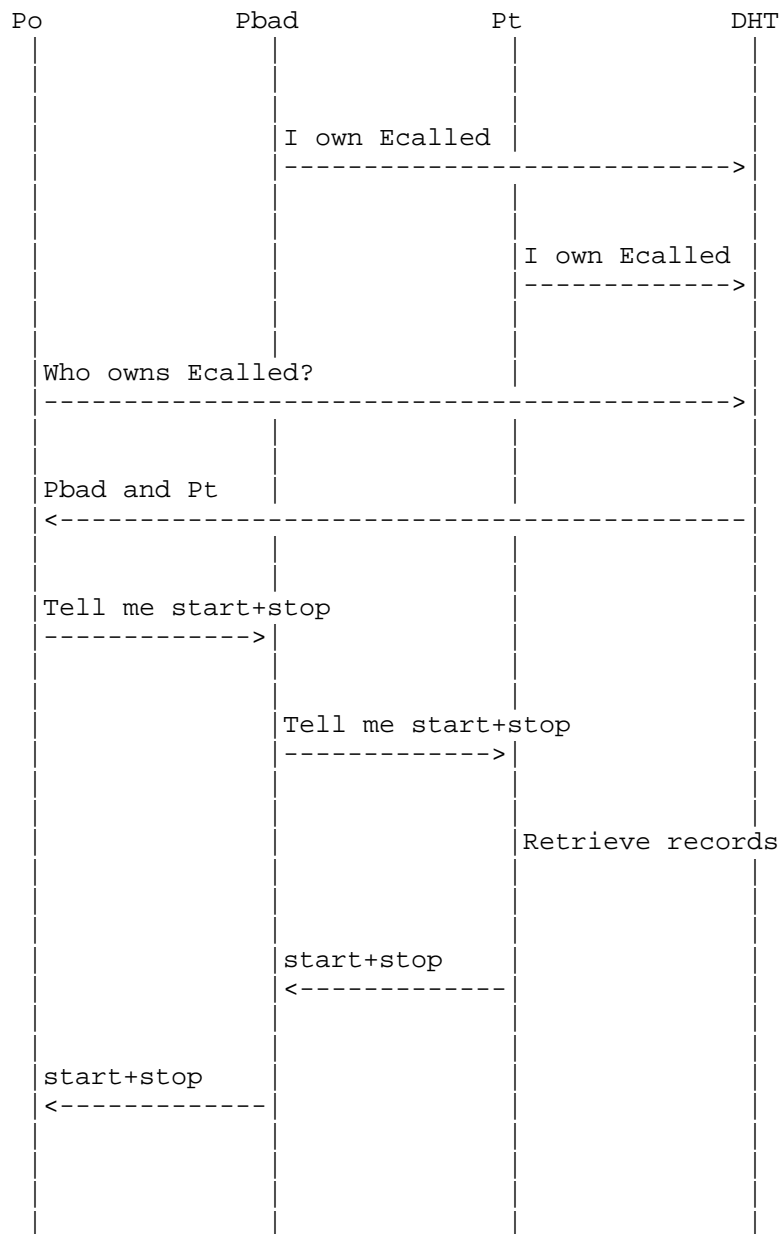 Po Pbad Pt DHT
I own Ecalled
I own Ecalled
Who owns Ecalled?
Pbad and Pt
Tell me start+stop
Tell me start+stop
Retrieve records
start+stop
start+stop